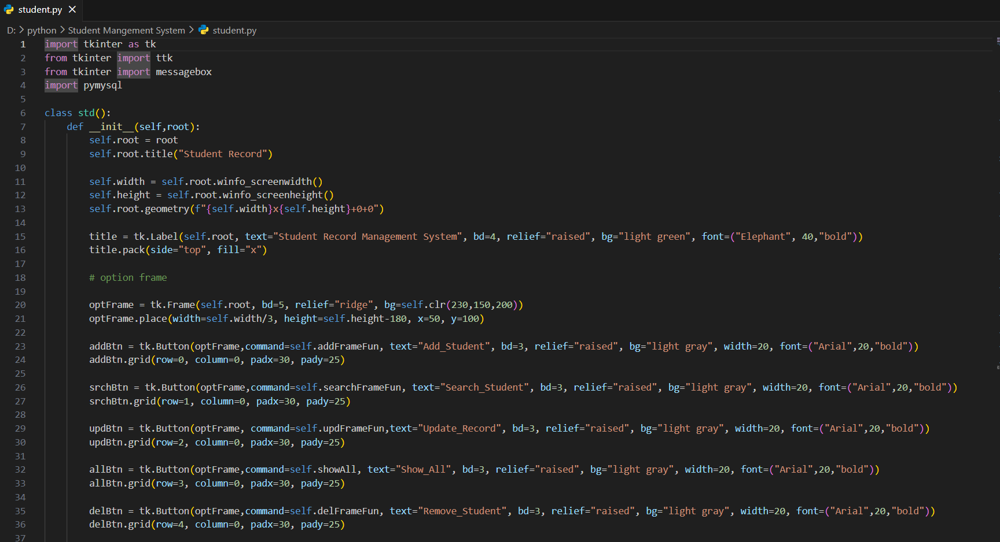 student.py
D: > python > Student Mangement System > student.py
1 import tkinter as tk
2 from tkinter import ttk
3 from tkinter import messagebox
4 import pymysql
5
6 class std():
7     def __init__(self,root):
8         self.root = root
9         self.root.title("Student Record")
10
11         self.width = self.root.winfo_screenwidth()
12         self.height = self.root.winfo_screenheight()
13         self.root.geometry(f"{self.width}x{self.height}+0+0")
14
15         title = tk.Label(self.root, text="Student Record Management System", bd=4, relief="raised", bg="light green", font=("Elephant", 40,"bold"))
16         title.pack(side="top", fill="x")
17
18         # option frame
19
20         optFrame = tk.Frame(self.root, bd=5, relief="ridge", bg=self.clr(230,150,200))
21         optFrame.place(width=self.width/3, height=self.height-180, x=50, y=100)
22
23         addBtn = tk.Button(optFrame,command=self.addFrameFun, text="Add_Student", bd=3, relief="raised", bg="light gray", width=20, font=("Arial",20,"bold"))
24         addBtn.grid(row=0, column=0, padx=30, pady=25)
25
26         srchBtn = tk.Button(optFrame,command=self.searchFrameFun, text="Search_Student", bd=3, relief="raised", bg="light gray", width=20, font=("Arial",20,"bold"))
27         srchBtn.grid(row=1, column=0, padx=30, pady=25)
28
29         updBtn = tk.Button(optFrame, command=self.updFrameFun,text="Update_Record", bd=3, relief="raised", bg="light gray", width=20, font=("Arial",20,"bold"))
30         updBtn.grid(row=2, column=0, padx=30, pady=25)
31
32         allBtn = tk.Button(optFrame,command=self.showAll, text="Show_All", bd=3, relief="raised", bg="light gray", width=20, font=("Arial",20,"bold"))
33         allBtn.grid(row=3, column=0, padx=30, pady=25)
34
35         delBtn = tk.Button(optFrame,command=self.delFrameFun, text="Remove_Student", bd=3, relief="raised", bg="light gray", width=20, font=("Arial",20,"bold"))
36         delBtn.grid(row=4, column=0, padx=30, pady=25)
37